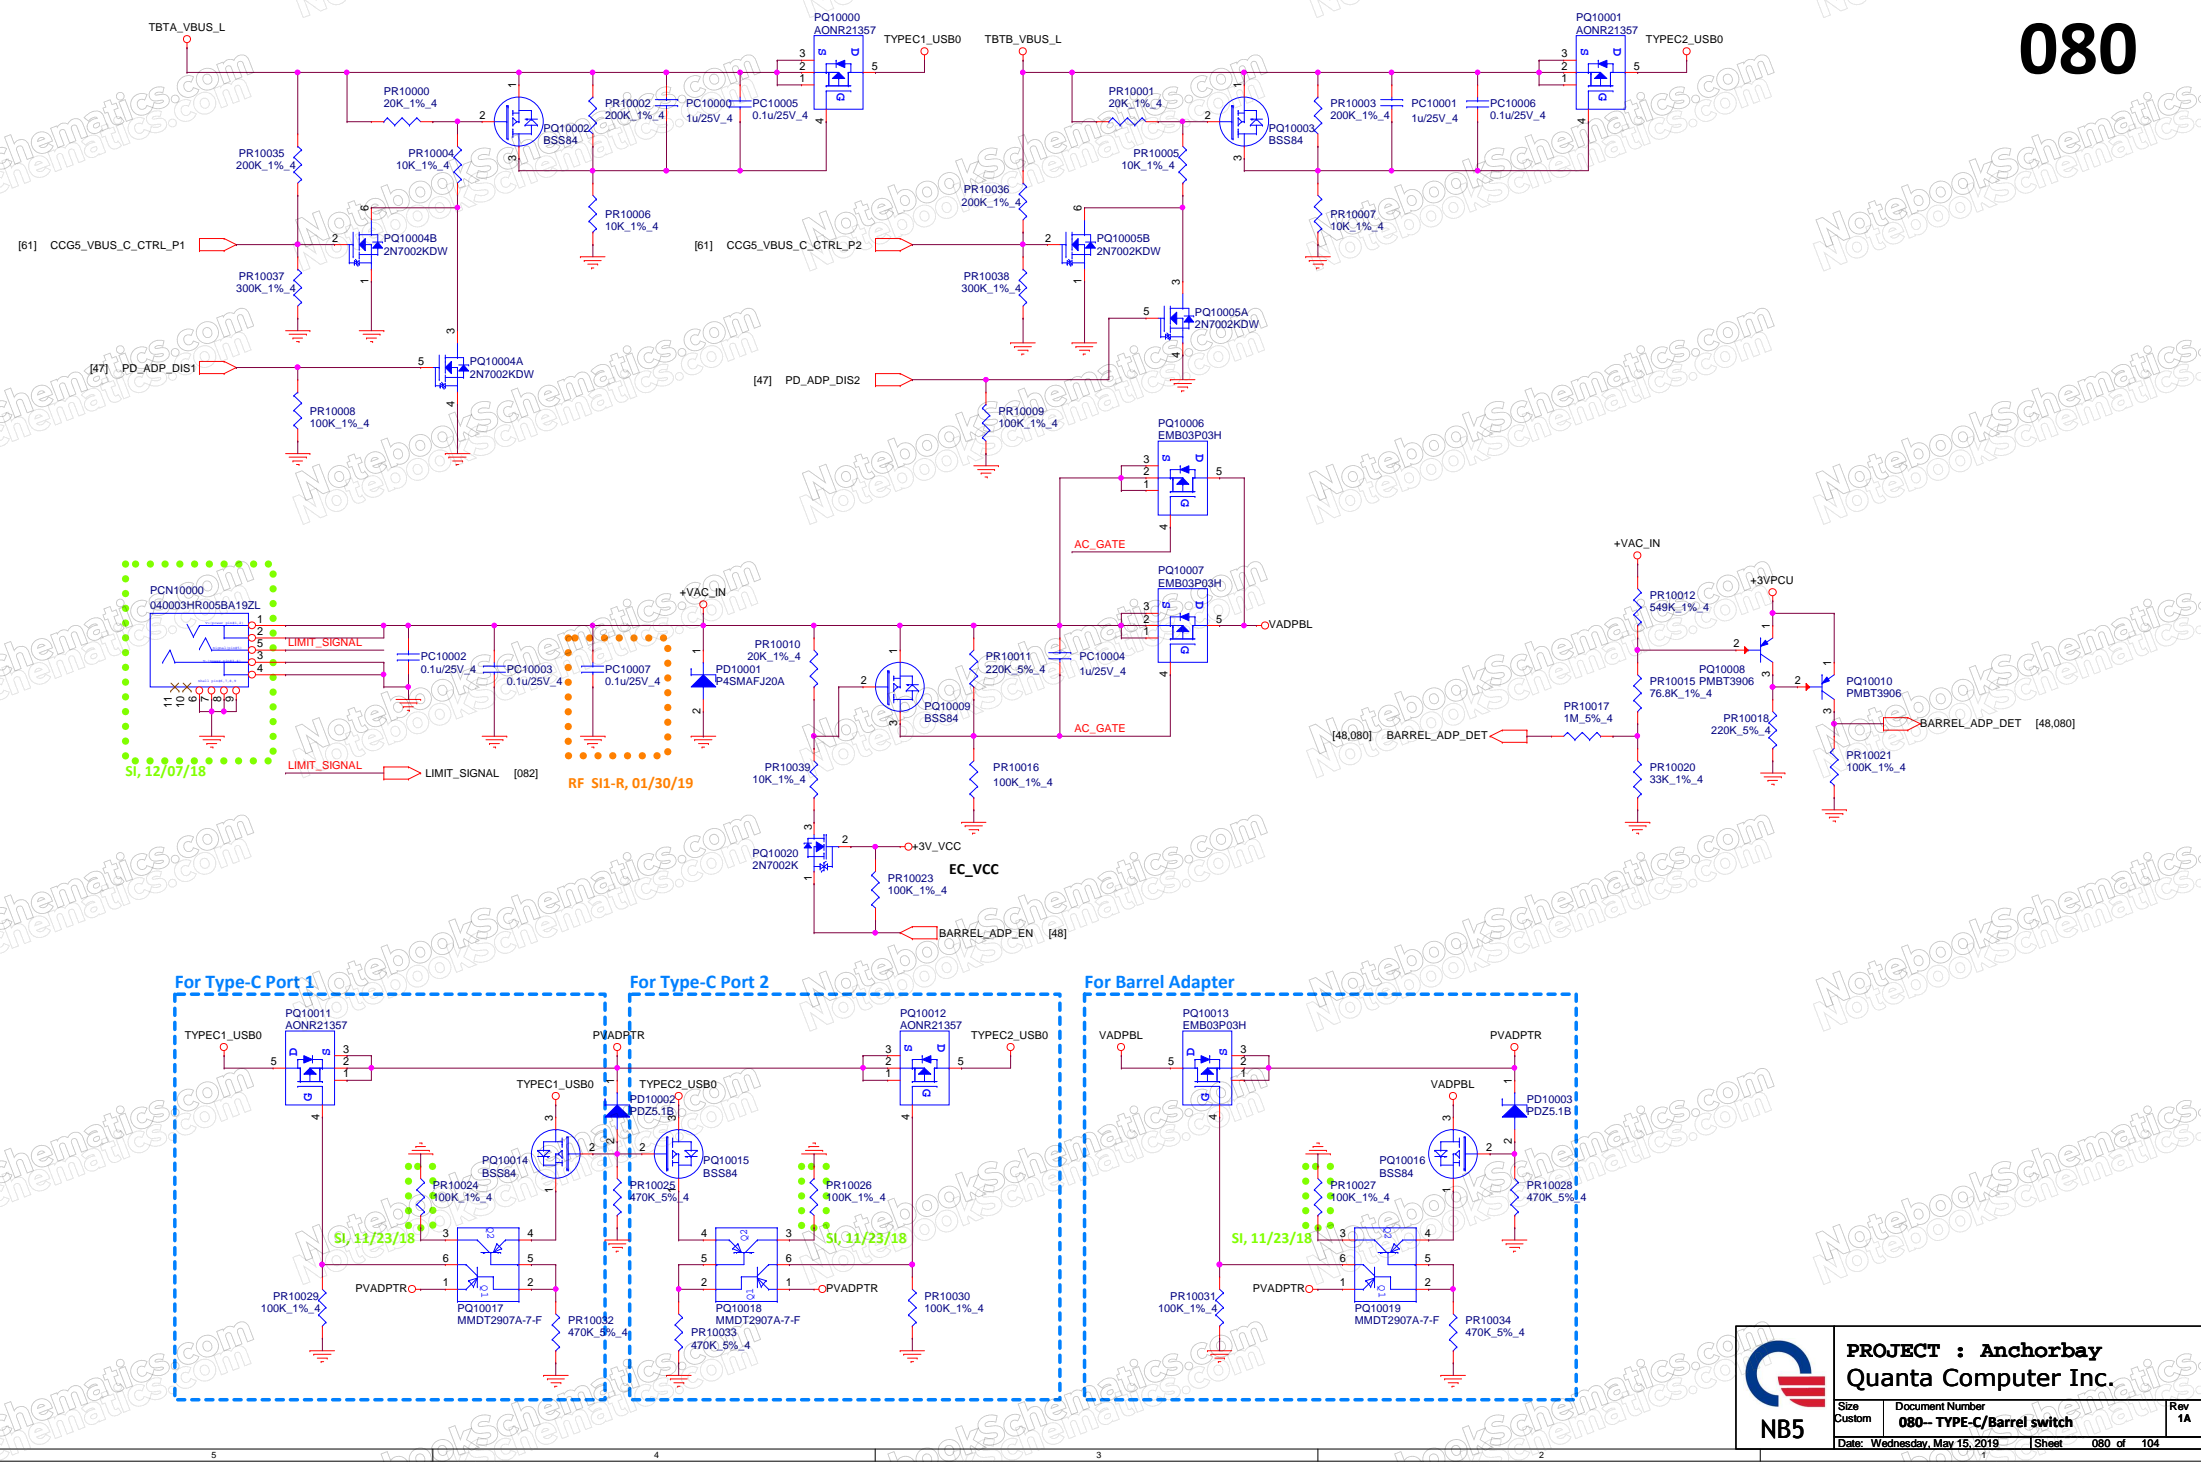 080
TBTA_VBUS_L
PQ10000
AONR21357
TYPEC1_USB0
TBTB_VBUS_L
PQ10001
AONR21357
TYPEC2_USB0
PR10000
20K_1%_4
PQ10002
BSS84
PR10002
200K_1%_4
PC10000
1u/25V_4
PC10005
0.1u/25V_4
PR10001
20K_1%_4
PQ10003
BSS84
PR10003
200K_1%_4
PC10001
1u/25V_4
PC10006
0.1u/25V_4
PR10035
200K_1%_4
PR10004
10K_1%_4
PR10006
10K_1%_4
PR10036
200K_1%_4
PR10005
10K_1%_4
PR10007
10K_1%_4
[61] CCG5_VBUS_C_CTRL_P1
PQ10004B
2N7002KDW
[61] CCG5_VBUS_C_CTRL_P2
PQ10005B
2N7002KDW
PR10037
300K_1%_4
PR10038
300K_1%_4
PQ10005A
2N7002KDW
[47] PD_ADP_DIS1
PQ10004A
2N7002KDW
[47] PD_ADP_DIS2
PR10008
100K_1%_4
PR10009
100K_1%_4
PQ10006
EMB03P03H
AC_GATE
PQ10007
EMB03P03H
VADPBL
PCN10000
040003HR005BA19ZL
LIMIT_SIGNAL
SI, 12/07/18
LIMIT_SIGNAL
LIMIT_SIGNAL [082]
PC10002
0.1u/25V_4
PC10003
0.1u/25V_4
PC10007
0.1u/25V_4
RF SI1-R, 01/30/19
+VAC_IN
PD10001
P4SMAFJ20A
PR10010
20K_1%_4
PQ10009
BSS84
PR10011
220K_5%_4
PC10004
1u/25V_4
AC_GATE
PR10039
10K_1%_4
PR10016
100K_1%_4
PQ10020
2N7002K
+3V_VCC
EC_VCC
PR10023
100K_1%_4
BARREL_ADP_EN [48]
+VAC_IN
+3VPCU
PR10012
549K_1%_4
PQ10008
PMBT3906
PR10015
76.8K_1%_4
PQ10010
PMBT3906
PR10017
1M_5%_4
[48,080] BARREL_ADP_DET
PR10018
220K_5%_4
BARREL_ADP_DET [48,080]
PR10020
33K_1%_4
PR10021
100K_1%_4
For Type-C Port 1
For Type-C Port 2
For Barrel Adapter
PQ10011
AONR21357
TYPEC1_USB0
PVADPTR
PQ10012
AONR21357
TYPEC2_USB0
VADPBL
PQ10013
EMB03P03H
PVADPTR
TYPEC1_USB0
TYPEC2_USB0
PD10002
PDZ5.1B
VADPBL
PD10003
PDZ5.1B
PQ10014
BSS84
PQ10015
BSS84
PQ10016
BSS84
PR10024
100K_1%_4
PR10025
470K_5%_4
PR10026
100K_1%_4
PR10027
100K_1%_4
PR10028
470K_5%_4
SI, 11/23/18
SI, 11/23/18
SI, 11/23/18
PVADPTR
PQ10017
MMDT2907A-7-F
PQ10018
MMDT2907A-7-F
PVADPTR
PVADPTR
PQ10019
MMDT2907A-7-F
PR10029
100K_1%_4
PR10032
470K_5%_4
PR10033
470K_5%_4
PR10030
100K_1%_4
PR10031
100K_1%_4
PR10034
470K_5%_4
NB5
PROJECT : Anchorbay
Quanta Computer Inc.
Size
Custom
Document Number
080-- TYPE-C/Barrel switch
Rev
1A
Date: Wednesday, May 15, 2019
Sheet 080 of 104
5 4 3 2 1
NotebookSchematics.com